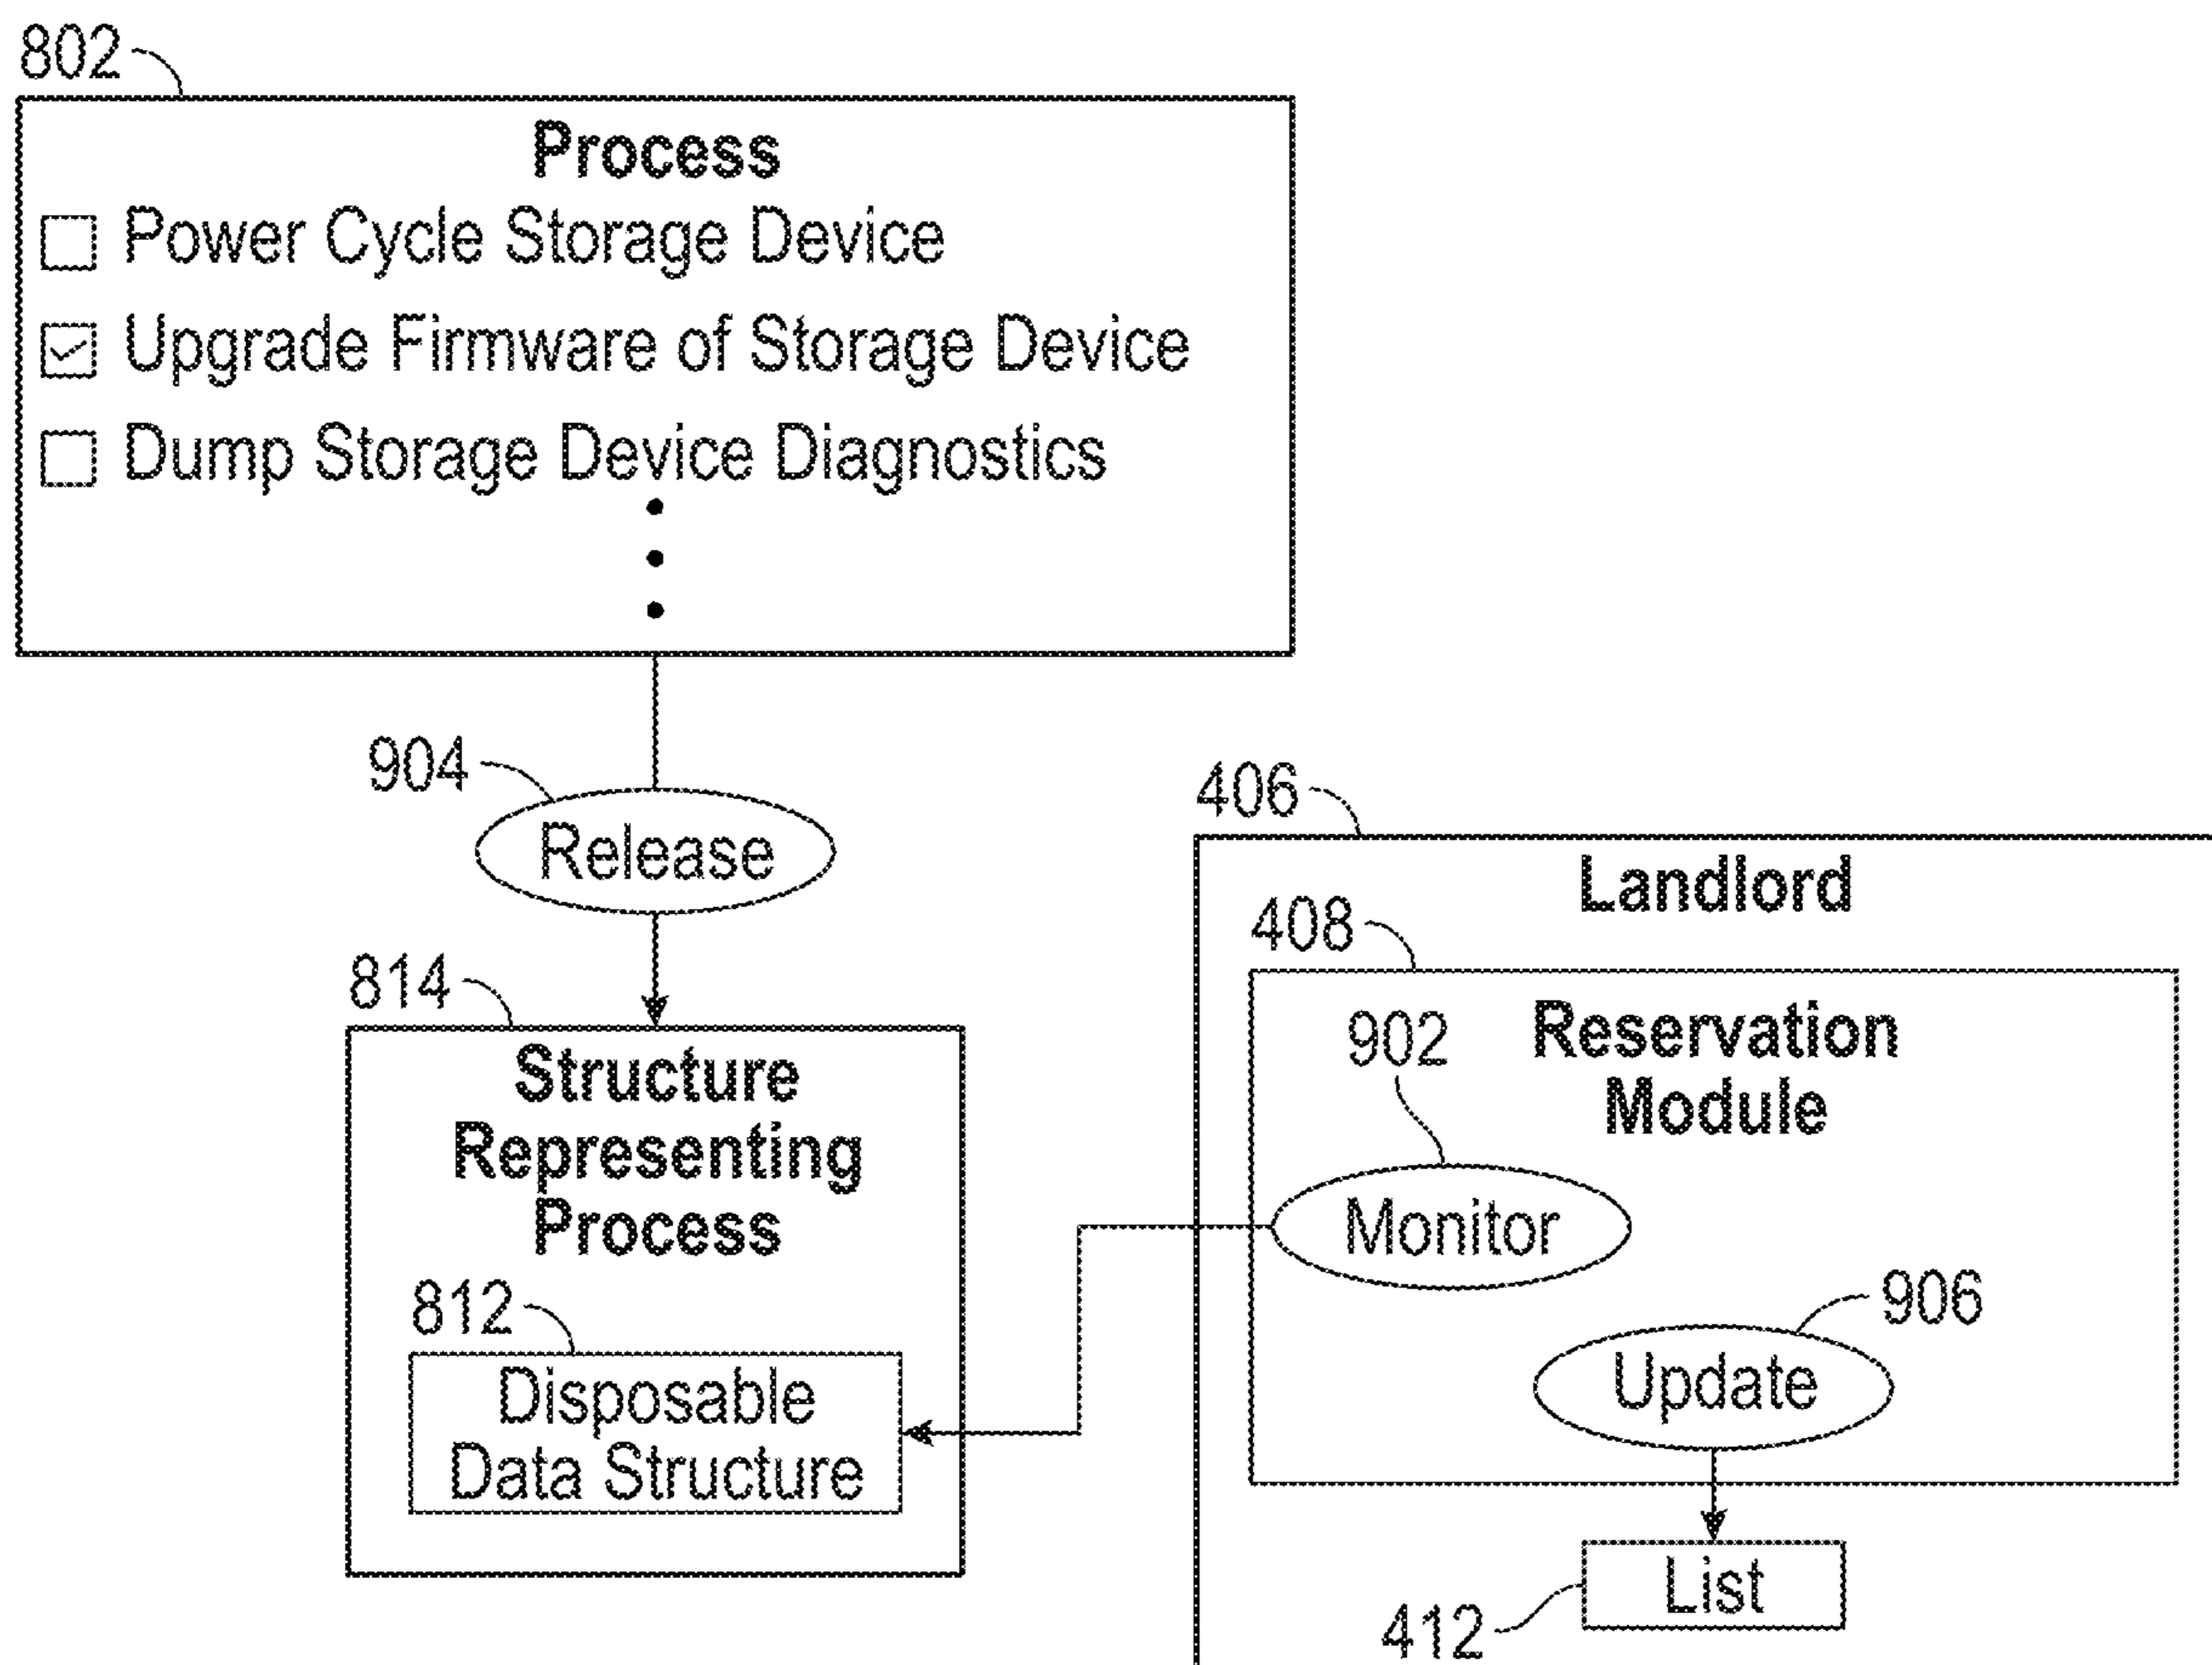 802
Process
Power Cycle Storage Device
Upgrade Firmware of Storage Device
Dump Storage Device Diagnostics
904
Release
814
Structure
Representing
Process
812
Disposable
Data Structure
406
Landlord
408
Reservation
Module
902
Monitor
906
Update
List
412